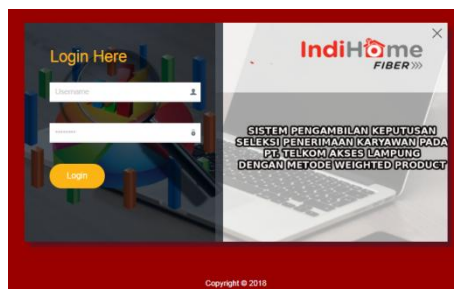 Login Here
Username
Login
IndiHome
FIBER
SISTEM PENGAMBILAN KEPUTUSAN
SELEKSI PENERIMAAN KARYAWAN PADA
PT. TELKOM AKSES LAMPUNG
DENGAN METODE WEIGHTED PRODUCT
Copyright © 2018